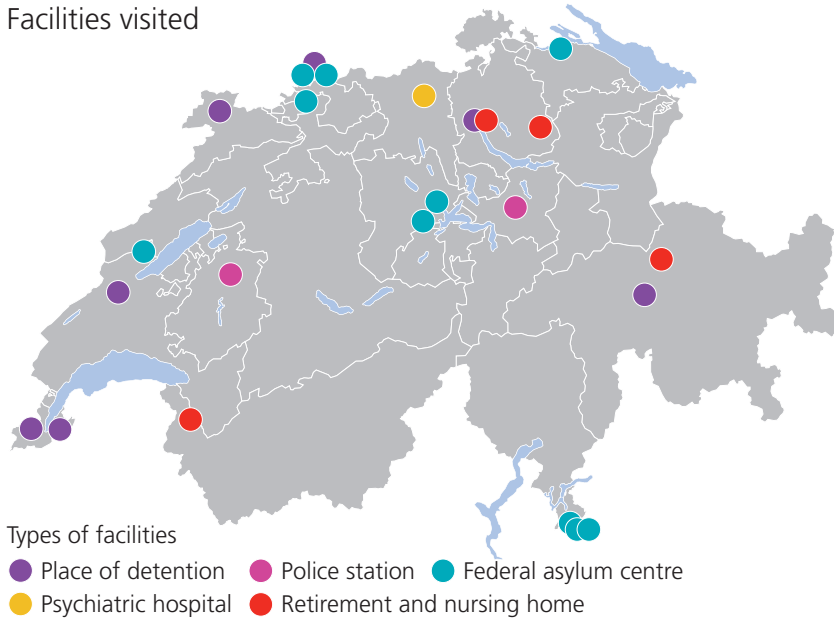 Facilities visited
Types of facilities
Place of detention Police station Federal asylum centre
Psychiatric hospital Retirement and nursing home